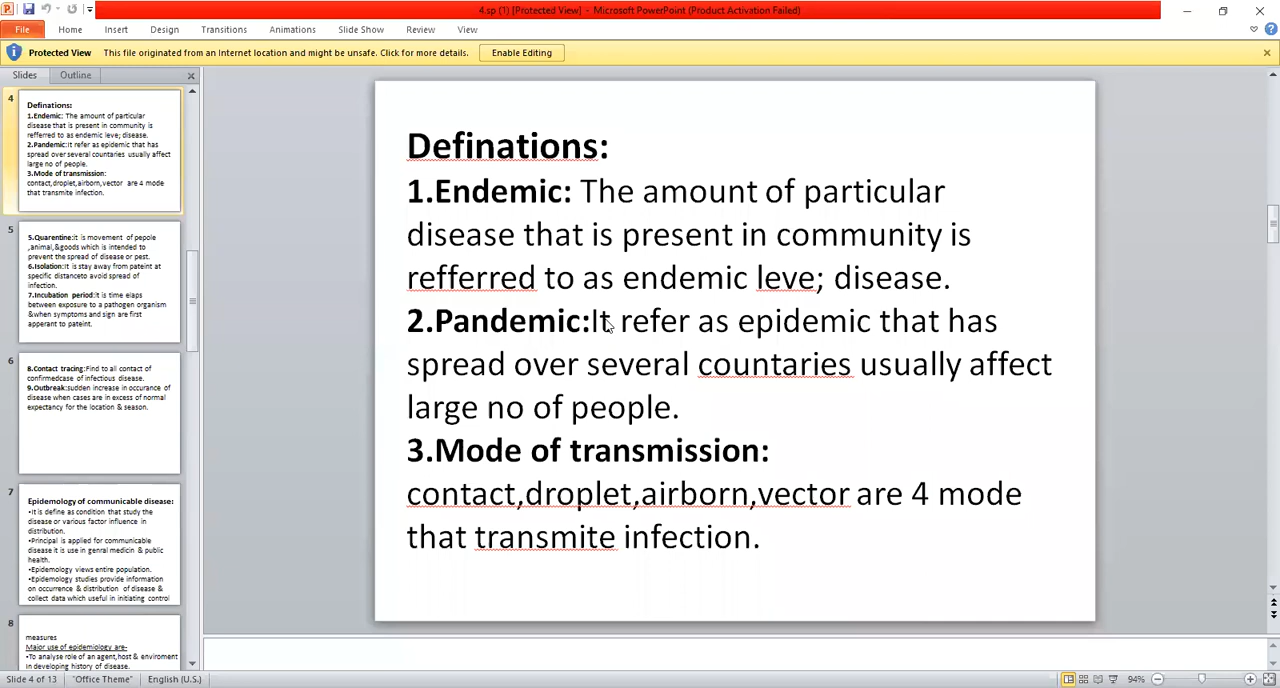 4.sp (1) [Protected View] - Microsoft PowerPoint (Product Activation Failed)
File Home Insert Design Transitions Animations Slide Show Review View
Protected View This file originated from an Internet location and might be unsafe. Click for more details. Enable Editing
Slides Outline
4
Definations:
1.Endemic: The amount of particular
disease that is present in community is
refferred to as endemic leve; disease.
2.Pandemic:It refer as epidemic that has
spread over several countaries usually affect
large no of people.
3.Mode of transmission:
contact,droplet,airborn,vector are 4 mode
that transmite infection.
5
5.Quarentine:it is movement of pepole
,animal,&goods which is intended to
prevent the spread of disease or pest.
6.Isolation:It is stay away from pateint at
specific distanceto avoid spread of
infection.
7.Incubation period:it is time elaps
between exposure to a pathogen organism
&when symptoms and sign are first
apperant to pateint.
6
8.Contact tracing:Find to all contact of
confirmedcase of infectious disease.
9.Outbreak:sudden increase in occurance of
disease when cases are in excess of normal
expectancy for the location & season.
7
Epidemology of communicable disease:
•It is define as condition that study the
disease or various factor influence in
distribution.
•Principal is applied for communicable
disease it is use in genral medicin & public
health.
•Epidemology views entire population.
•Epidemology studies provide information
on occurrence & distribution of disease &
collect data which useful in initiating control
8
measures
Major use of epidemiology are-
•To analyse role of an agent,host & enviroment
in developing history of disease.
Definations:
1.Endemic: The amount of particular
disease that is present in community is
refferred to as endemic leve; disease.
2.Pandemic:It refer as epidemic that has
spread over several countaries usually affect
large no of people.
3.Mode of transmission:
contact,droplet,airborn,vector are 4 mode
that transmite infection.
Slide 4 of 13 "Office Theme" English (U.S.) 94%